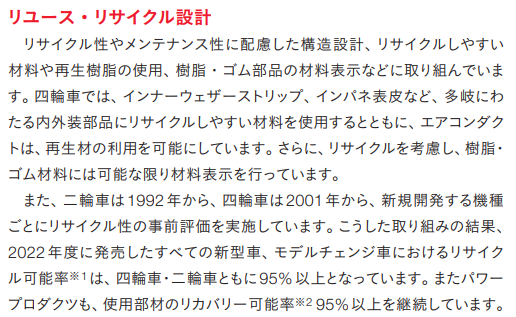 リユース・リサイクル設計
リサイクル性やメンテナンス性に配慮した構造設計、リサイクルしやすい
材料や再生樹脂の使用、樹脂・ゴム部品の材料表示などに取り組んでいま
す。四輪車では、インナーウェザーストリップ、インパネ表皮など、多岐にわ
たる内外装部品にリサイクルしやすい材料を使用するとともに、エアコンダク
トは、再生材の利用を可能にしています。さらに、リサイクルを考慮し、樹脂・
ゴム材料には可能な限り材料表示を行っています。
また、二輪車は1992年から、四輪車は2001年から、新規開発する機種
ごとにリサイクル性の事前評価を実施しています。こうした取り組みの結果、
2022年度に発売したすべての新型車、モデルチェンジ車におけるリサイク
ル可能率※1は、四輪車・二輪車ともに95%以上となっています。またパワー
プロダクツも、使用部材のリカバリー可能率※2 95%以上を継続しています。